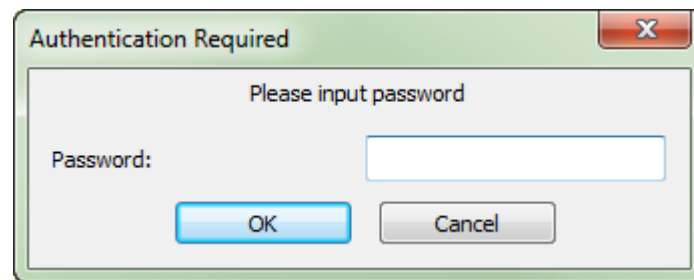 Authentication Required
Please input password
Password:
OK Cancel